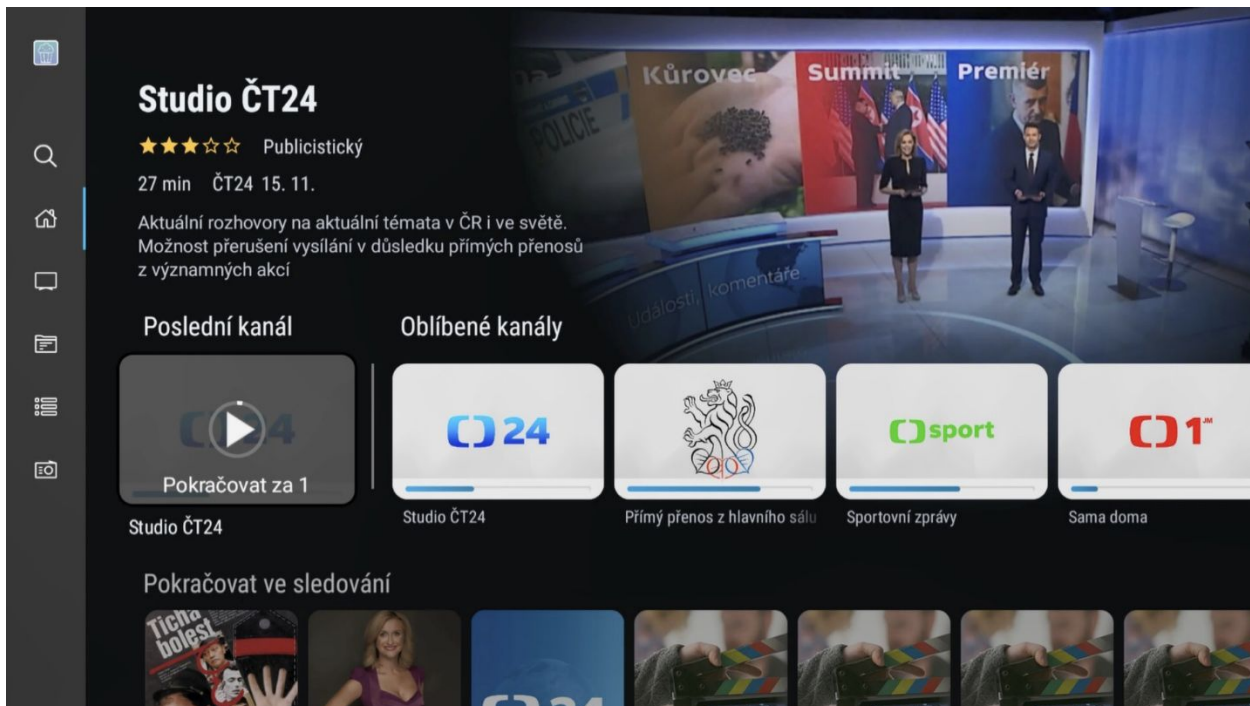 Studio ČT24
Publicistický
27 min ČT24 15. 11.
Aktuální rozhovory na aktuální témata v ČR i ve světě.
Možnost přerušení vysílání v důsledku přímých přenosů
z významných akcí
POLICIE
Kůrovec
Summit
Premiér
Události, komentáře
Poslední kanál
Oblíbené kanály
24
Pokračovat za 1
Studio ČT24
24
Studio ČT24
Přímý přenos z hlavního sálu
sport
Sportovní zprávy
1 JM
Sama doma
Pokračovat ve sledování
Tichá
bolest
24